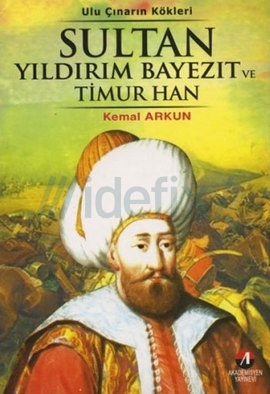 Ulu Çınarın Kökleri
SULTAN
YILDIRIM BAYEZIT VE
TİMUR HAN
Kemal ARKUN
idefix
AKADEMİSYEN
YAYINEVİ